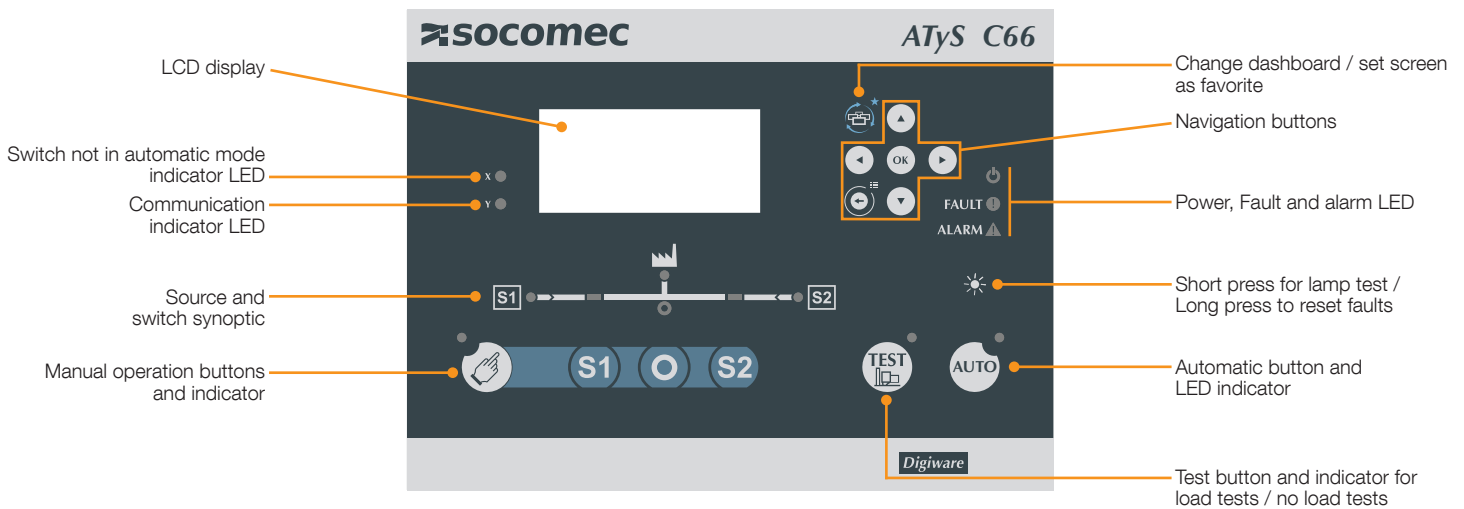 socomec
ATyS C66
LCD display
Switch not in automatic mode
indicator LED
Communication
indicator LED
Source and
switch synoptic
Manual operation buttons
and indicator
X
Y
OK
FAULT
ALARM
S1
S2
S1
O
S2
TEST
AUTO
Digiware
Change dashboard / set screen
as favorite
Navigation buttons
Power, Fault and alarm LED
Short press for lamp test /
Long press to reset faults
Automatic button and
LED indicator
Test button and indicator for
load tests / no load tests